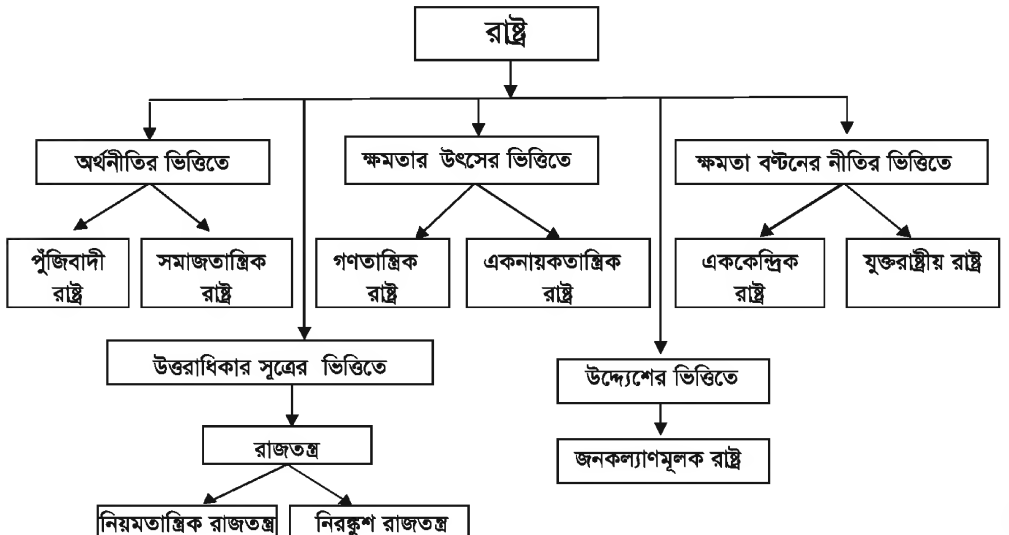 রাষ্ট্র
অর্থনীতির ভিত্তিতে
ক্ষমতার উৎসের ভিত্তিতে
ক্ষমতা বণ্টনের নীতির ভিত্তিতে
পুঁজিবাদী
রাষ্ট্র
সমাজতান্ত্রিক
রাষ্ট্র
গণতান্ত্রিক
রাষ্ট্র
একনায়কতান্ত্রিক
রাষ্ট্র
এককেন্দ্রিক
রাষ্ট্র
যুক্তরাষ্ট্রীয় রাষ্ট্র
উত্তরাধিকার সূত্রের ভিত্তিতে
উদ্দ্যেশের ভিত্তিতে
রাজতন্ত্র
জনকল্যাণমূলক রাষ্ট্র
নিয়মতান্ত্রিক রাজতন্ত্র
নিরঙ্কুশ রাজতন্ত্র